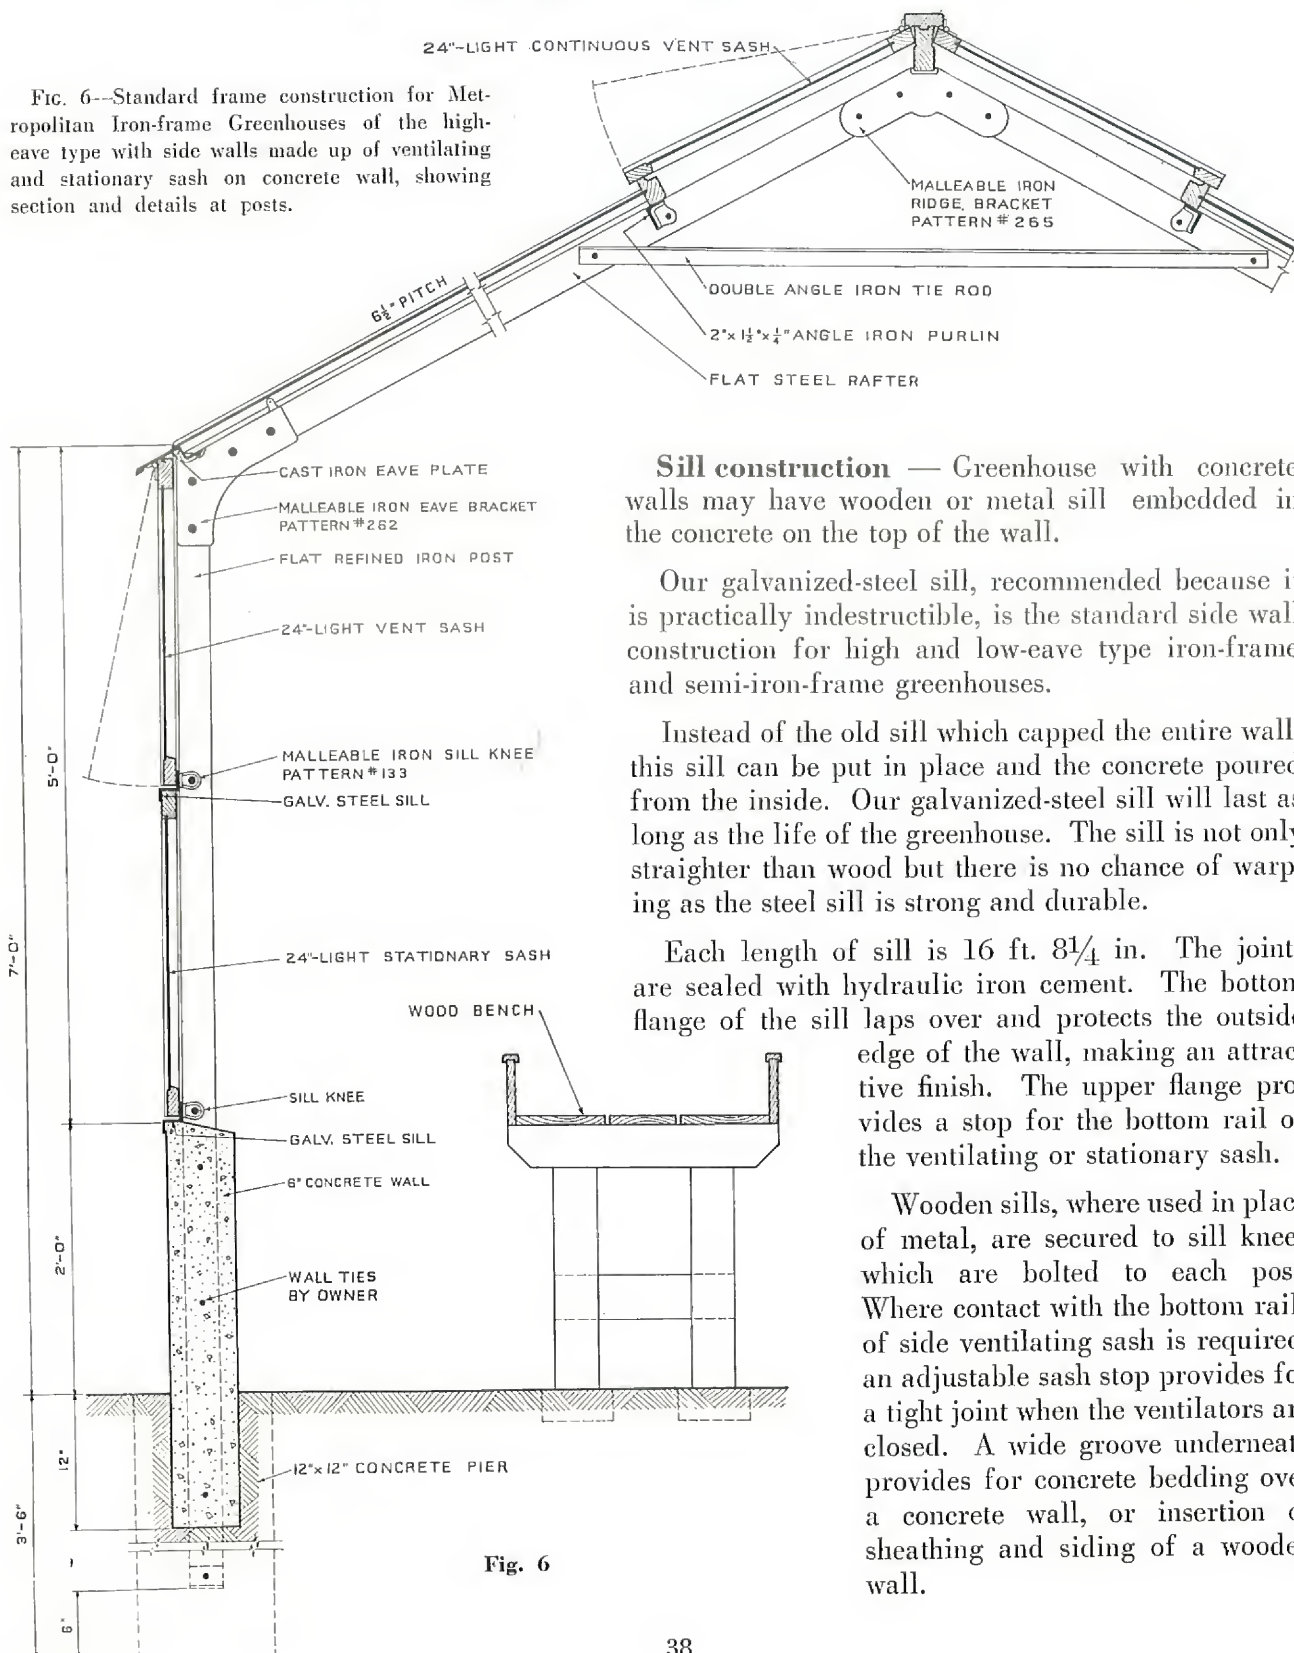 24"-LIGHT CONTINUOUS VENT SASH
FIG. 6—Standard frame construction for Met-
ropolitan Iron-frame Greenhouses of the high-
eave type with side walls made up of ventilating
and stationary sash on concrete wall, showing
section and details at posts.
MALLEABLE IRON
RIDGE BRACKET
PATTERN # 265
6½" PITCH
DOUBLE ANGLE IRON TIE ROD
2"x1½"x¼" ANGLE IRON PURLIN
FLAT STEEL RAFTER
CAST IRON EAVE PLATE
MALLEABLE IRON EAVE BRACKET
PATTERN #262
FLAT REFINED IRON POST
24"-LIGHT VENT SASH
5'-0"
MALLEABLE IRON SILL KNEE
PATTERN #133
GALV. STEEL SILL
7'-0"
24"-LIGHT STATIONARY SASH
WOOD BENCH
SILL KNEE
GALV. STEEL SILL
6" CONCRETE WALL
2'-0"
WALL TIES
BY OWNER
12"
12"x12" CONCRETE PIER
3'-6"
6"
Fig. 6
Sill construction — Greenhouse with concrete
walls may have wooden or metal sill embedded in
the concrete on the top of the wall.
Our galvanized-steel sill, recommended because i
is practically indestructible, is the standard side wall
construction for high and low-eave type iron-frame
and semi-iron-frame greenhouses.
Instead of the old sill which capped the entire wall
this sill can be put in place and the concrete poured
from the inside. Our galvanized-steel sill will last as
long as the life of the greenhouse. The sill is not only
straighter than wood but there is no chance of warp
ing as the steel sill is strong and durable.
Each length of sill is 16 ft. 8¼ in. The joint
are sealed with hydraulic iron cement. The bottom
flange of the sill laps over and protects the outside
edge of the wall, making an attrac
tive finish. The upper flange pro
vides a stop for the bottom rail o
the ventilating or stationary sash.
Wooden sills, where used in plac
of metal, are secured to sill knee
which are bolted to each pos
Where contact with the bottom rail
of side ventilating sash is required
an adjustable sash stop provides fo
a tight joint when the ventilators ar
closed. A wide groove underneat
provides for concrete bedding ove
a concrete wall, or insertion o
sheathing and siding of a woode
wall.
38